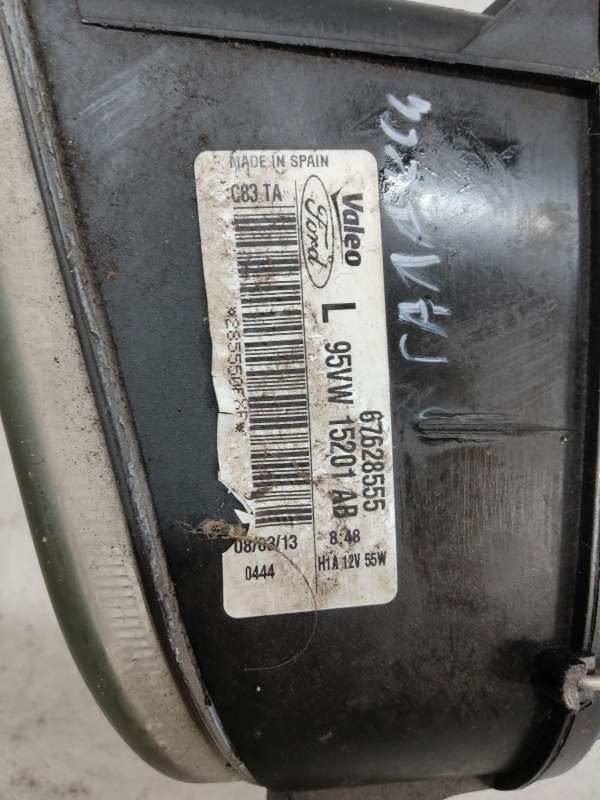 MADE IN SPAIN
C83 TA
Valeo
Ford
*285550FXF*
L 95VW 15201 AB
67628555
08/03/13
8:48
0444
H1A 12V 55W